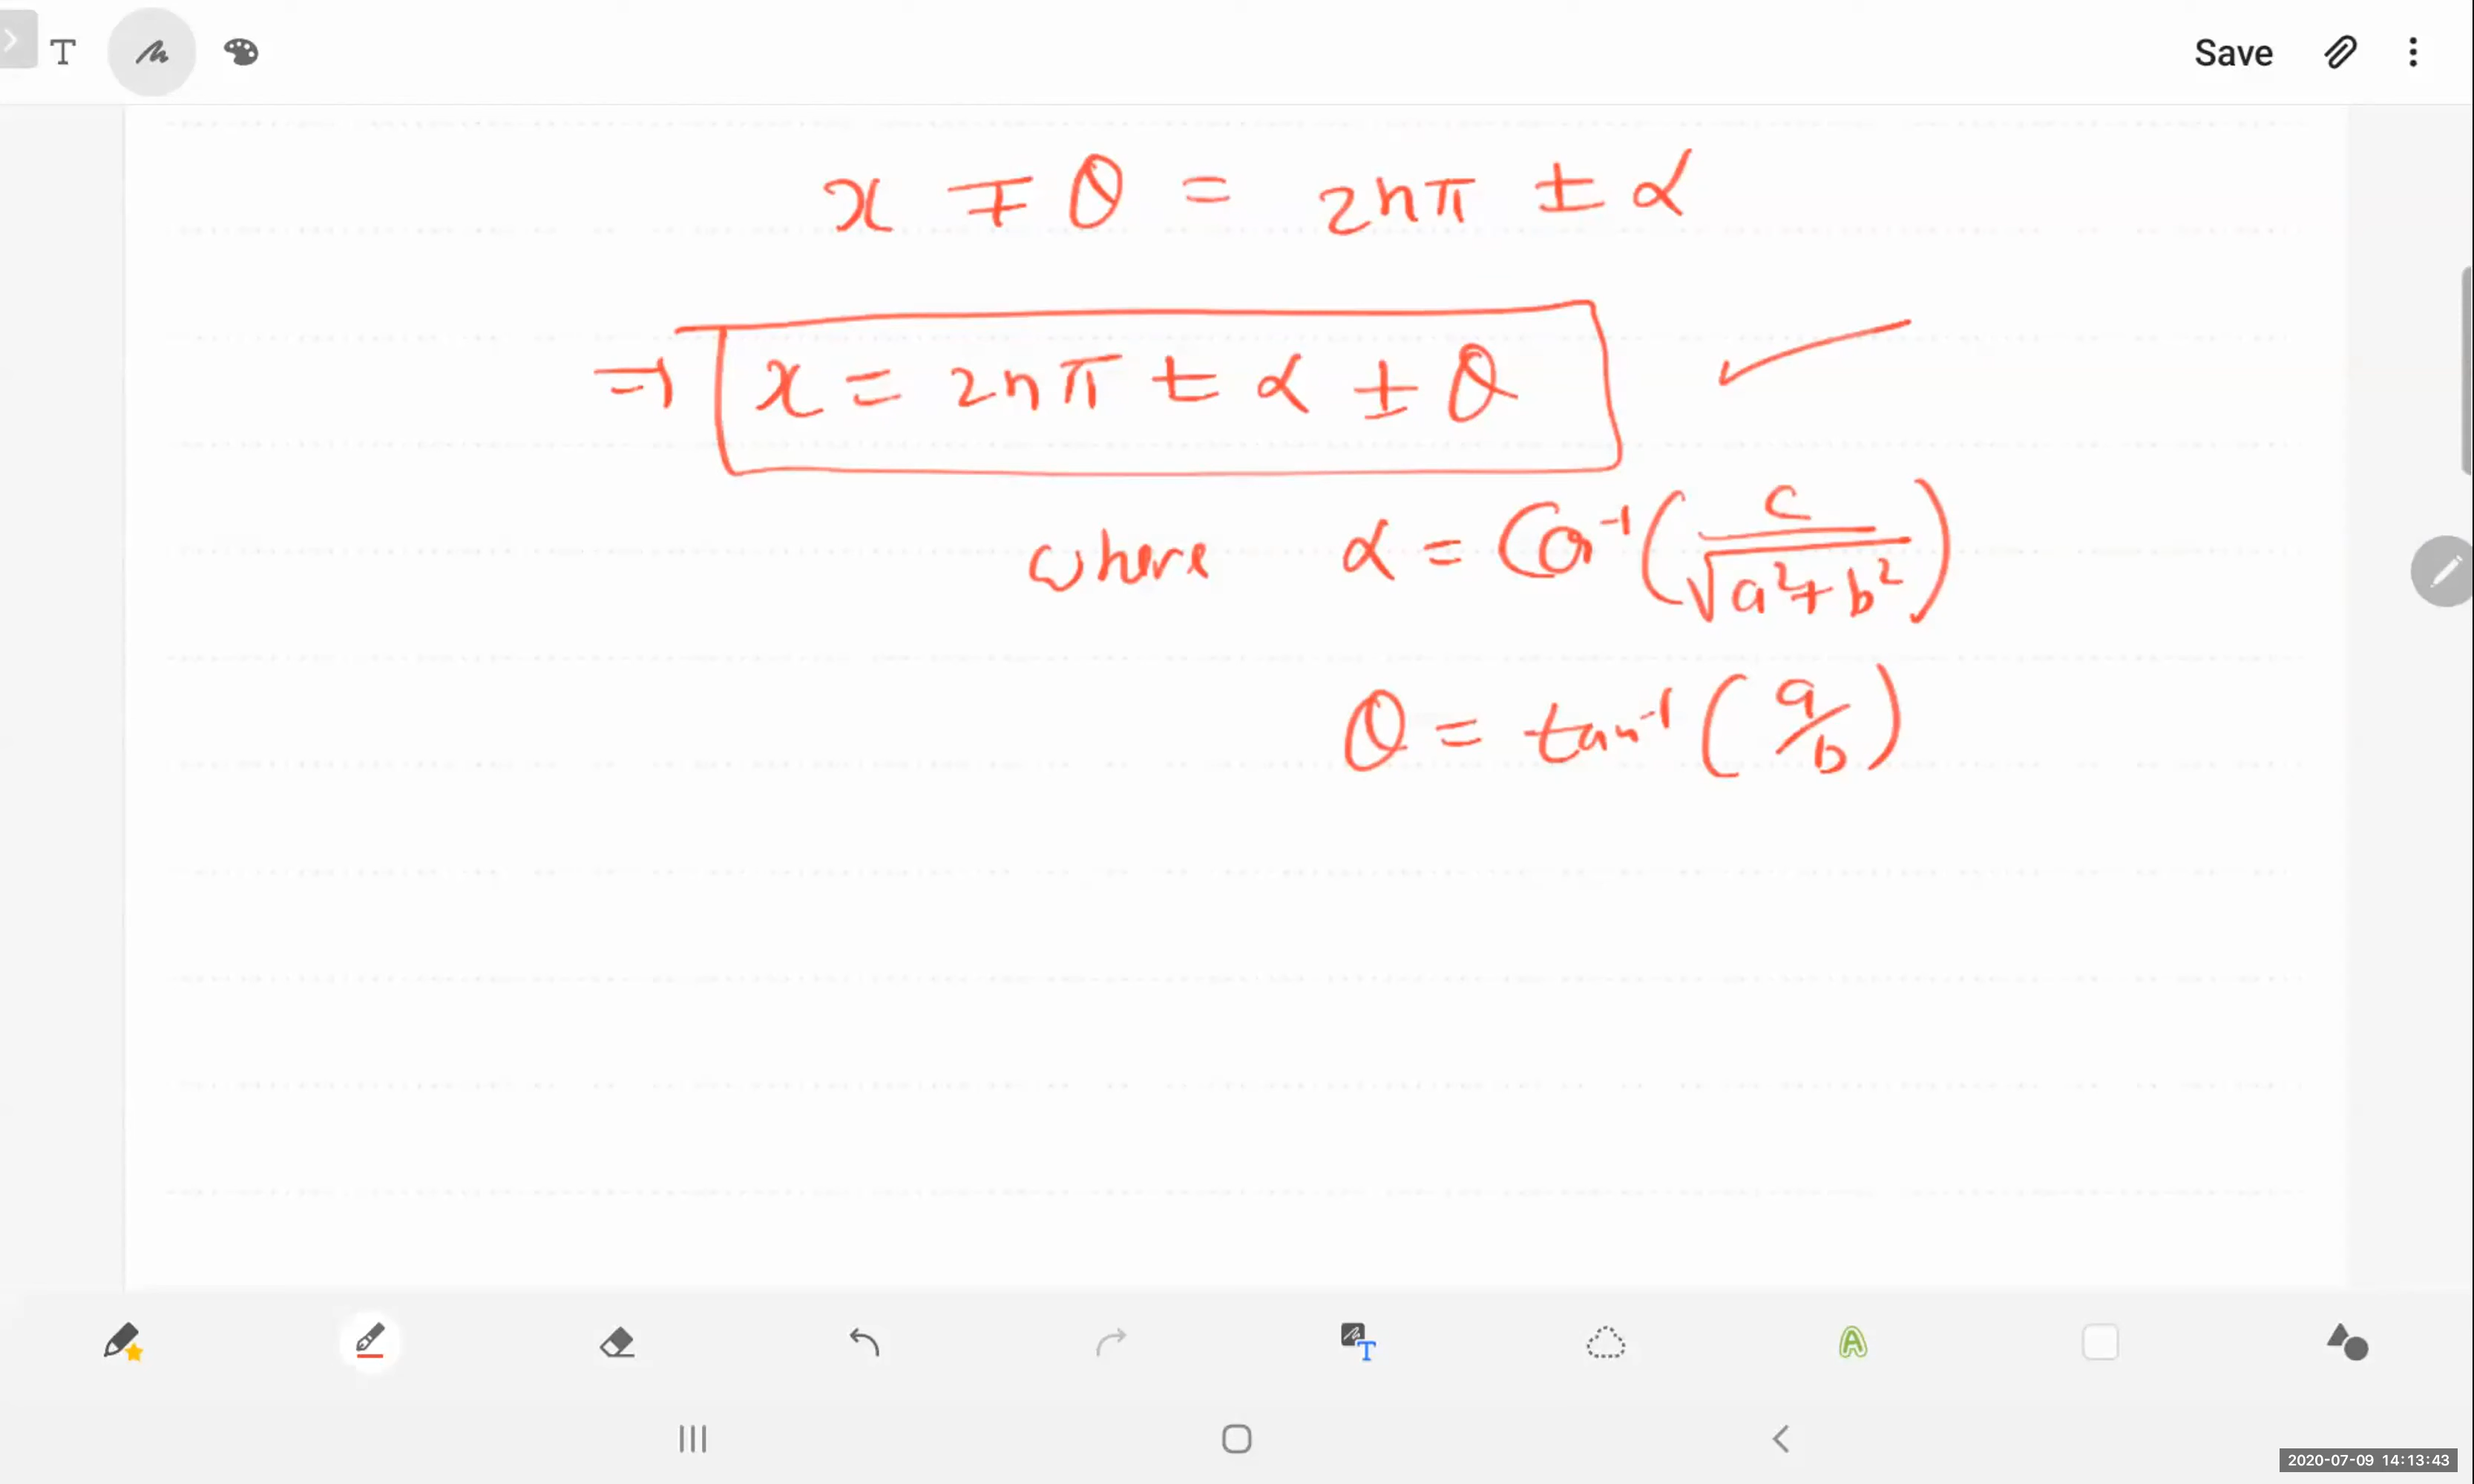 T Save
x ∓ θ = 2nπ ± α
⇒ x = 2nπ ± α ± θ
where α = Cos⁻¹(c/√(a²+b²))
θ = tan⁻¹(a/b)
T A
2020-07-09 14:13:43